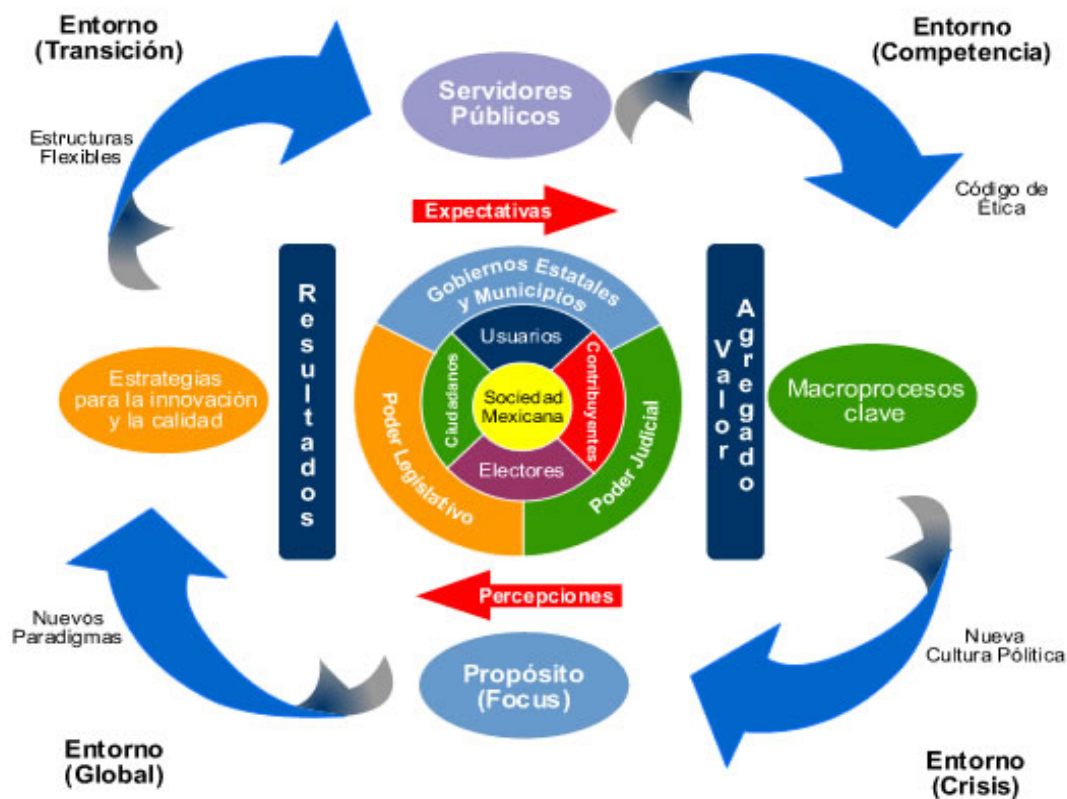 Entorno
(Transición)
Entorno
(Competencia)
Servidores
Públicos
Estructuras
Flexibles
Código de
Ética
Expectativas
Resultados
Gobiernos Estatales
y Municipios
Usuarios
Ciudadanos
Sociedad
Mexicana
Contribuyentes
Electores
Poder Legislativo
Poder Judicial
Valor
Agregado
Estrategias
para la innovación
y la calidad
Macroprocesos
clave
Percepciones
Nuevos
Paradigmas
Propósito
(Focus)
Nueva
Cultura Pólitica
Entorno
(Global)
Entorno
(Crisis)